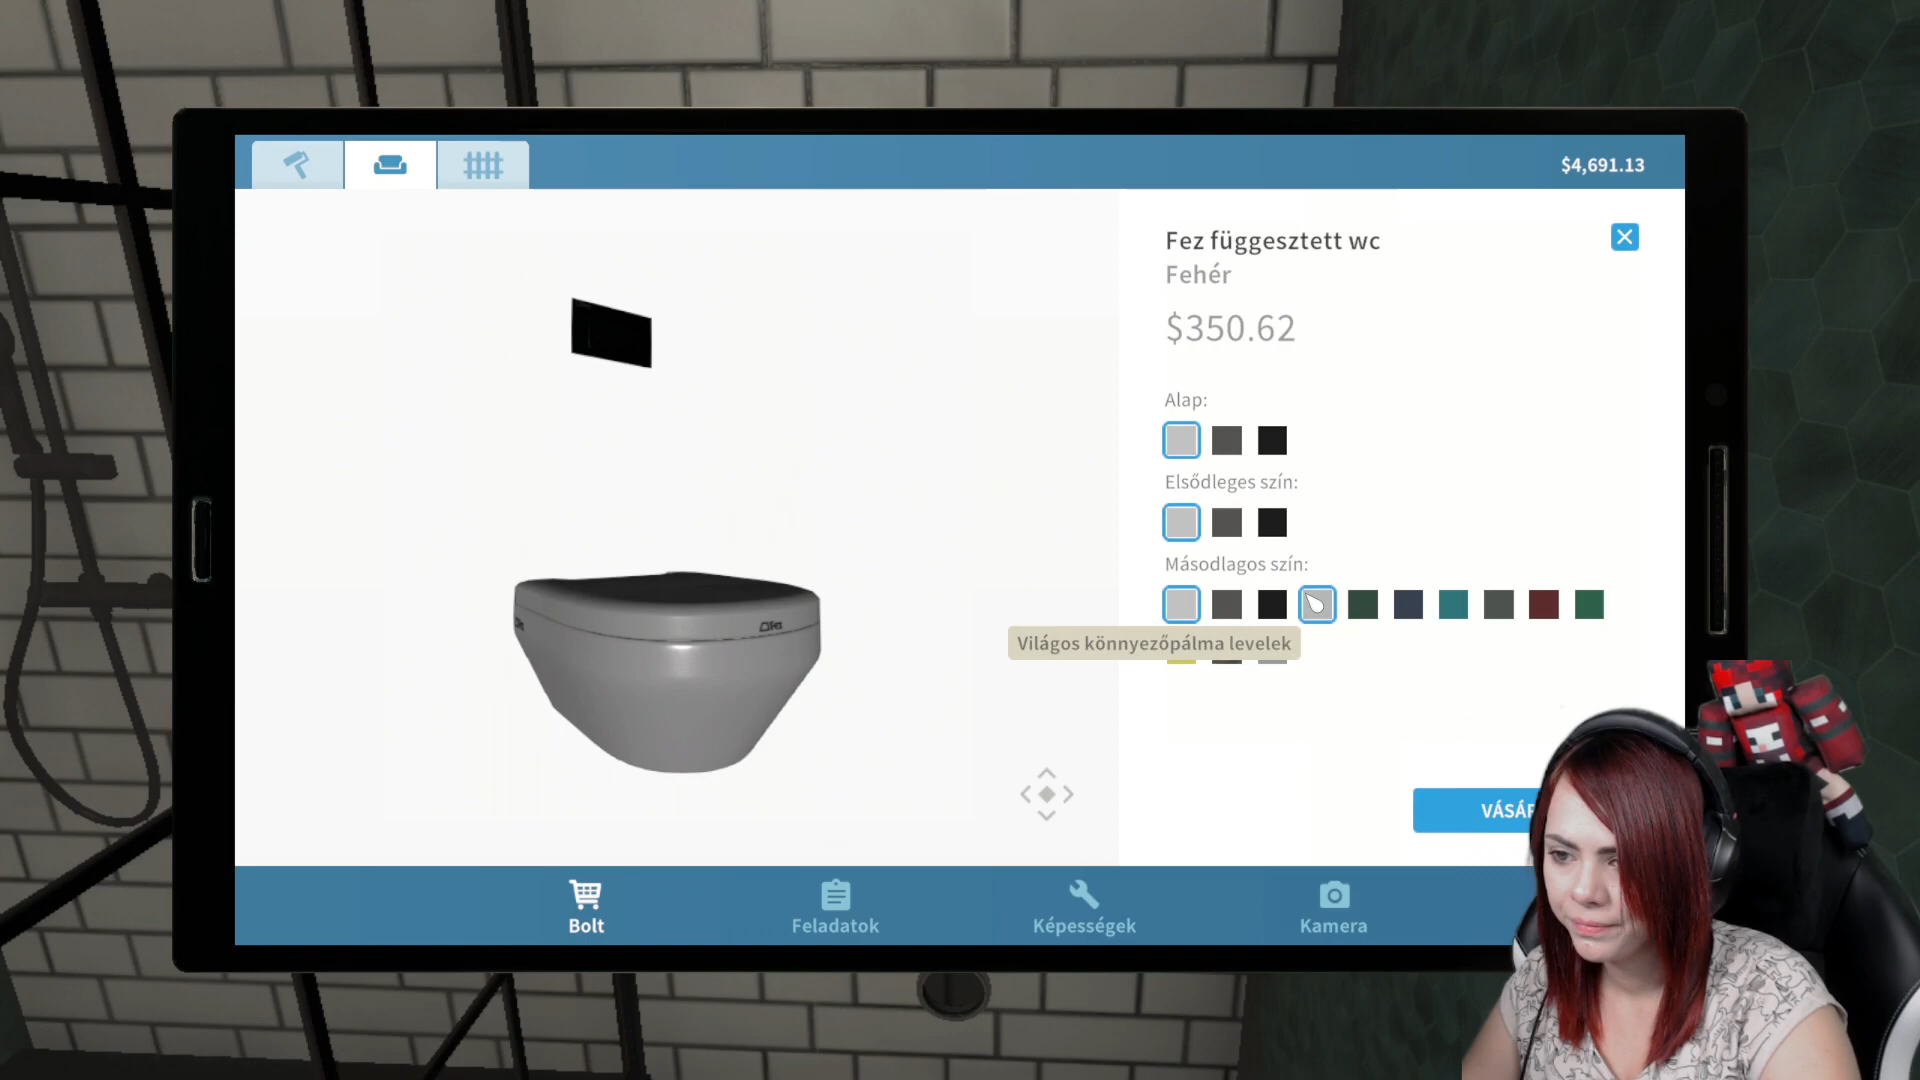 $4,691.13
Fez függesztett wc
Fehér
$350.62
Alap:
Elsődleges szín:
Másodlagos szín:
Világos könnyezőpálma levelek
Fez
Bolt
Feladatok
Képességek
Kamera